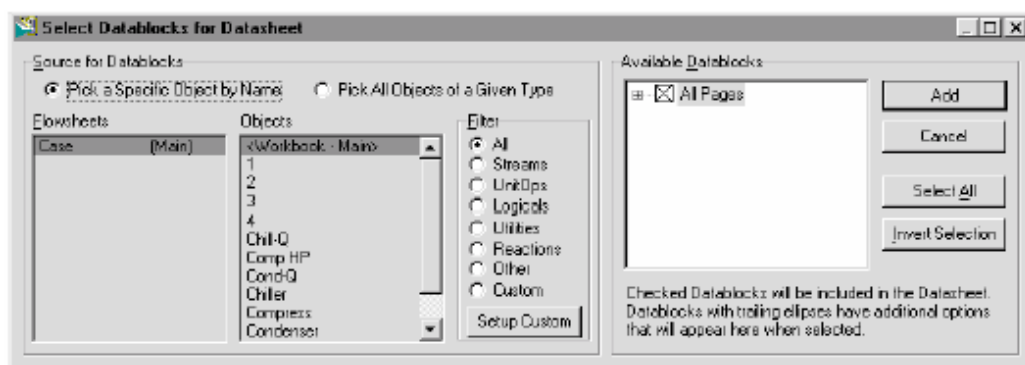 Select Datablocks for Datasheet
Source for Datablocks
Pick a Specific Object by Name
Pick All Objects of a Given Type
Flowsheets
Case (Main)
Objects
<Workbook - Main>
1
2
3
4
Chill-Q
Comp HP
Cond-Q
Chiller
Compress
Condenser
Filter
All
Streams
UnitOps
Logicals
Utilities
Reactions
Other
Custom
Setup Custom
Available Datablocks
All Pages
Add
Cancel
Select All
Invert Selection
Checked Datablocks will be included in the Datasheet.
Datablocks with trailing ellipses have additional options
that will appear here when selected.